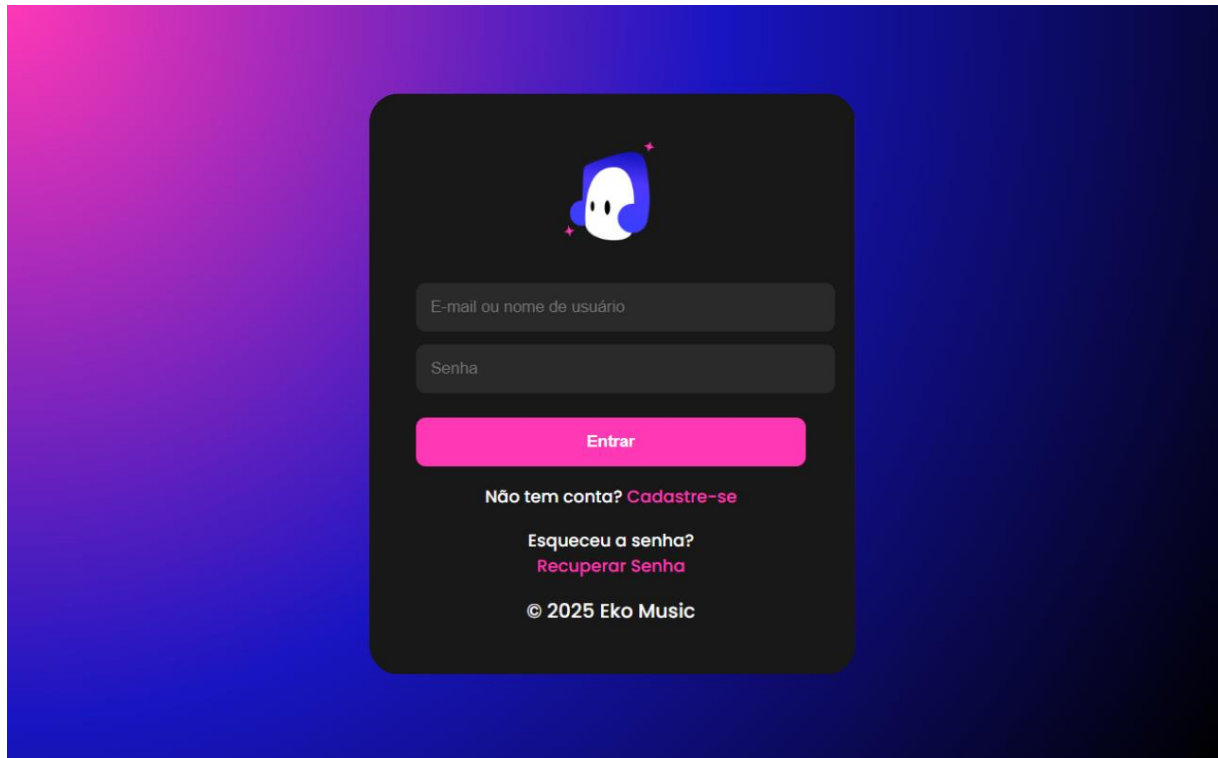 E-mail ou nome de usuário
Senha
Entrar
Não tem conta? Cadastre-se
Esqueceu a senha?
Recuperar Senha
© 2025 Eko Music